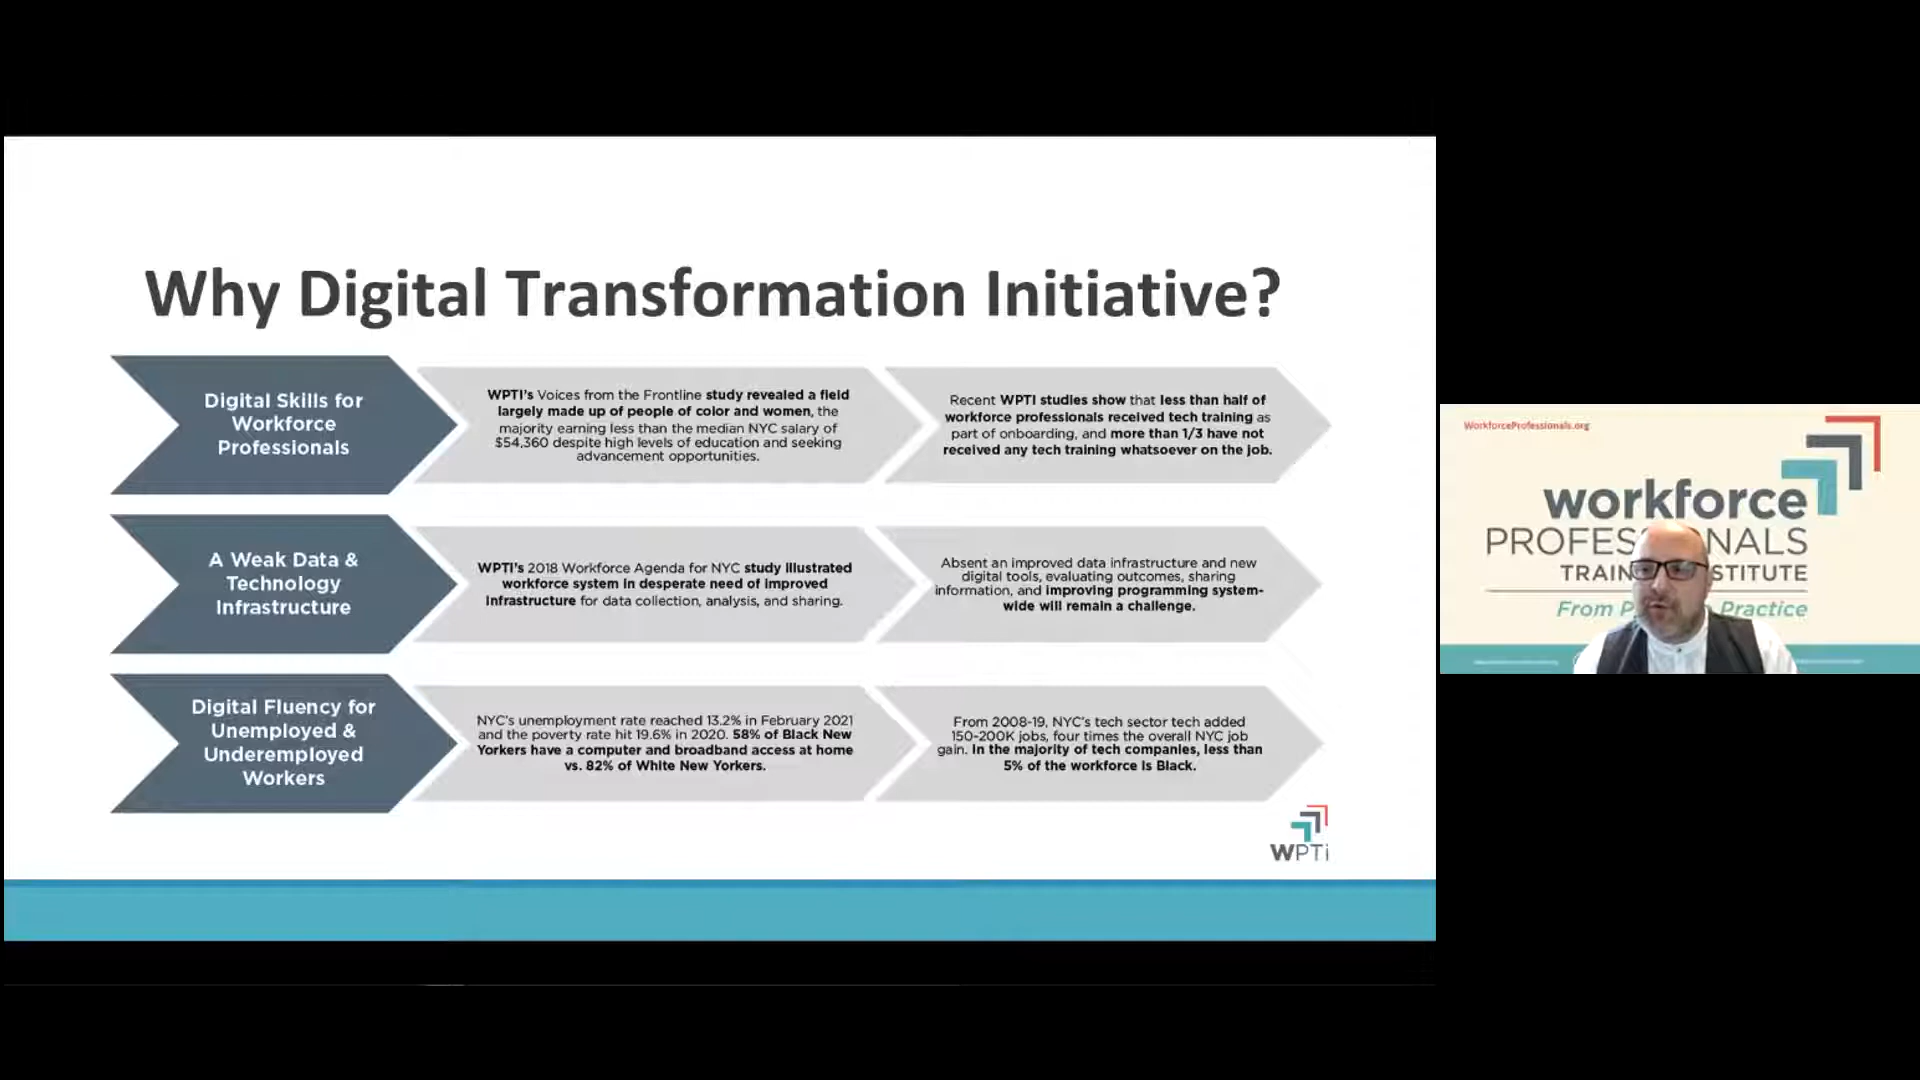 Why Digital Transformation Initiative?
Digital Skills for
Workforce
Professionals
WPTI's Voices from the Frontline study revealed a field
largely made up of people of color and women, the
majority earning less than the median NYC salary of
$54,360 despite high levels of education and seeking
advancement opportunities.
Recent WPTI studies show that less than half of
workforce professionals received tech training as
part of onboarding, and more than 1/3 have not
received any tech training whatsoever on the job.
A Weak Data &
Technology
Infrastructure
WPTI's 2018 Workforce Agenda for NYC study illustrated
workforce system in desperate need of improved
infrastructure for data collection, analysis, and sharing.
Absent an improved data infrastructure and new
digital tools, evaluating outcomes, sharing
information, and improving programming system-
wide will remain a challenge.
Digital Fluency for
Unemployed &
Underemployed
Workers
NYC's unemployment rate reached 13.2% in February 2021
and the poverty rate hit 19.6% in 2020. 58% of Black New
Yorkers have a computer and broadband access at home
vs. 82% of White New Yorkers.
From 2008-19, NYC's tech sector tech added
150-200K jobs, four times the overall NYC job
gain. In the majority of tech companies, less than
5% of the workforce is Black.
WPTi
WorkforceProfessionals.org
workforce
PROFES NALS
TRAIN STITUTE
From P Practice